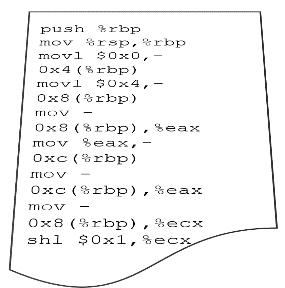 push %rbp
mov %rsp,%rbp
movl $0x0,-
0x4(%rbp)
movl $0x4,-
0x8(%rbp)
mov -
0x8(%rbp),%eax
mov %eax,-
0xc(%rbp)
mov -
0xc(%rbp),%eax
mov -
0x8(%rbp),%ecx
shl $0x1,%ecx